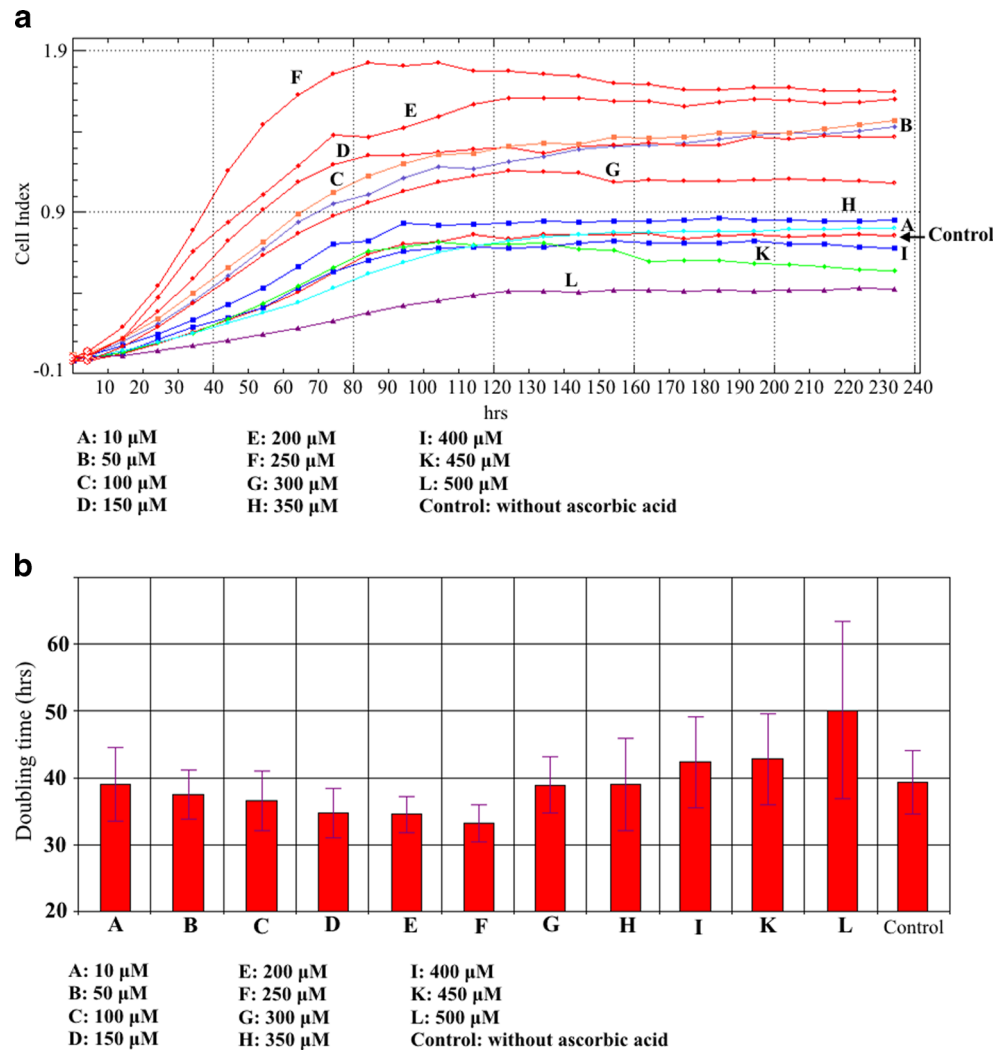 a
1.9
F
E
D
B
C
G
Cell Index
0.9
H
A
Control
K
I
L
-0.1
10 20 30 40 50 60 70 80 90 100 110 120 130 140 150 160 170 180 190 200 210 220 230 240
hrs
A: 10 µM E: 200 µM I: 400 µM
B: 50 µM F: 250 µM K: 450 µM
C: 100 µM G: 300 µM L: 500 µM
D: 150 µM H: 350 µM Control: without ascorbic acid
b
60
50
40
30
20
Doubling time (hrs)
A B C D E F G H I K L Control
A: 10 µM E: 200 µM I: 400 µM
B: 50 µM F: 250 µM K: 450 µM
C: 100 µM G: 300 µM L: 500 µM
D: 150 µM H: 350 µM Control: without ascorbic acid